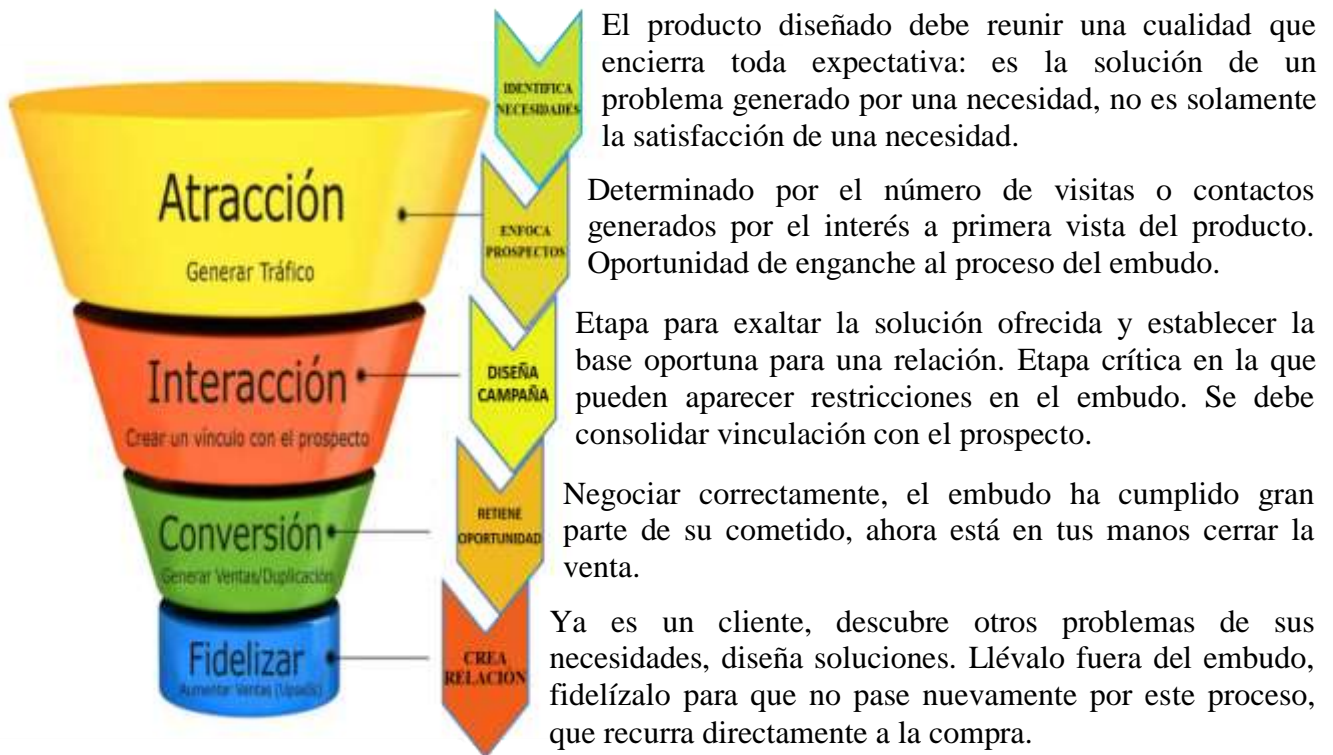 El producto diseñado debe reunir una cualidad que
encierra toda expectativa: es la solución de un
problema generado por una necesidad, no es solamente
la satisfacción de una necesidad.
IDENTIFICA
NECESIDADES
Atracción
Generar Tráfico
ENFOCA
PROSPECTOS
Determinado por el número de visitas o contactos
generados por el interés a primera vista del producto.
Oportunidad de enganche al proceso del embudo.
Interacción
Crear un vínculo con el prospecto
DISEÑA
CAMPAÑA
Etapa para exaltar la solución ofrecida y establecer la
base oportuna para una relación. Etapa crítica en la que
pueden aparecer restricciones en el embudo. Se debe
consolidar vinculación con el prospecto.
Conversión
Generar Ventas/Duplicación
RETIENE
OPORTUNIDAD
Negociar correctamente, el embudo ha cumplido gran
parte de su cometido, ahora está en tus manos cerrar la
venta.
Fidelizar
Aumentar Ventas
CREA
RELACIÓN
Ya es un cliente, descubre otros problemas de sus
necesidades, diseña soluciones. Llévalo fuera del embudo,
fidelízalo para que no pase nuevamente por este proceso,
que recurra directamente a la compra.